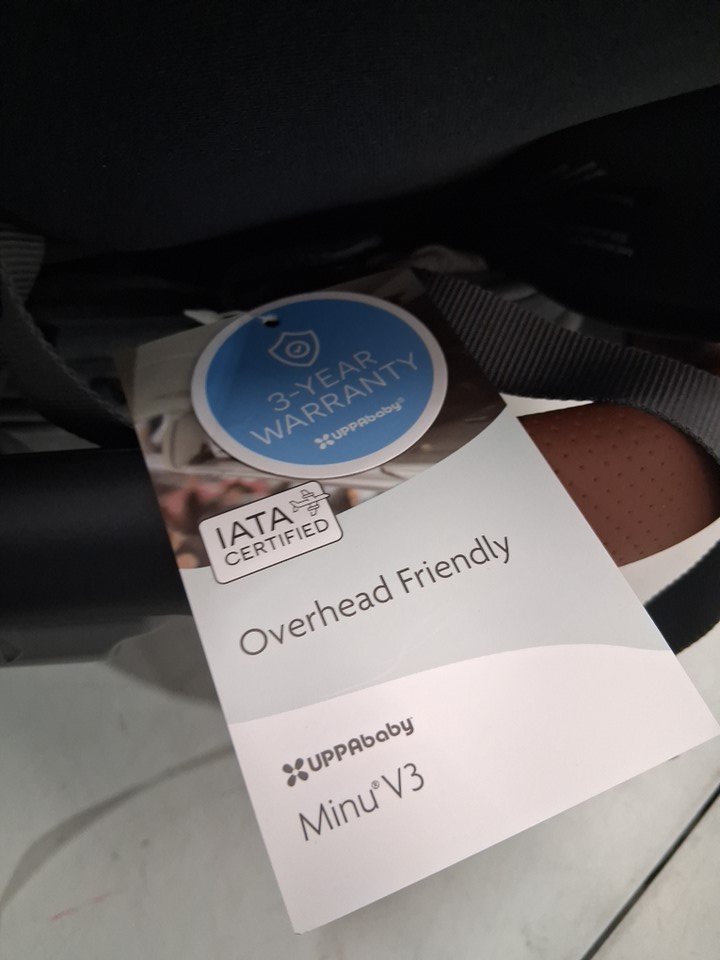 3-YEAR
WARRANTY
UPPAbaby®
IATA
CERTIFIED
Overhead Friendly
UPPAbaby®
Minu® V3